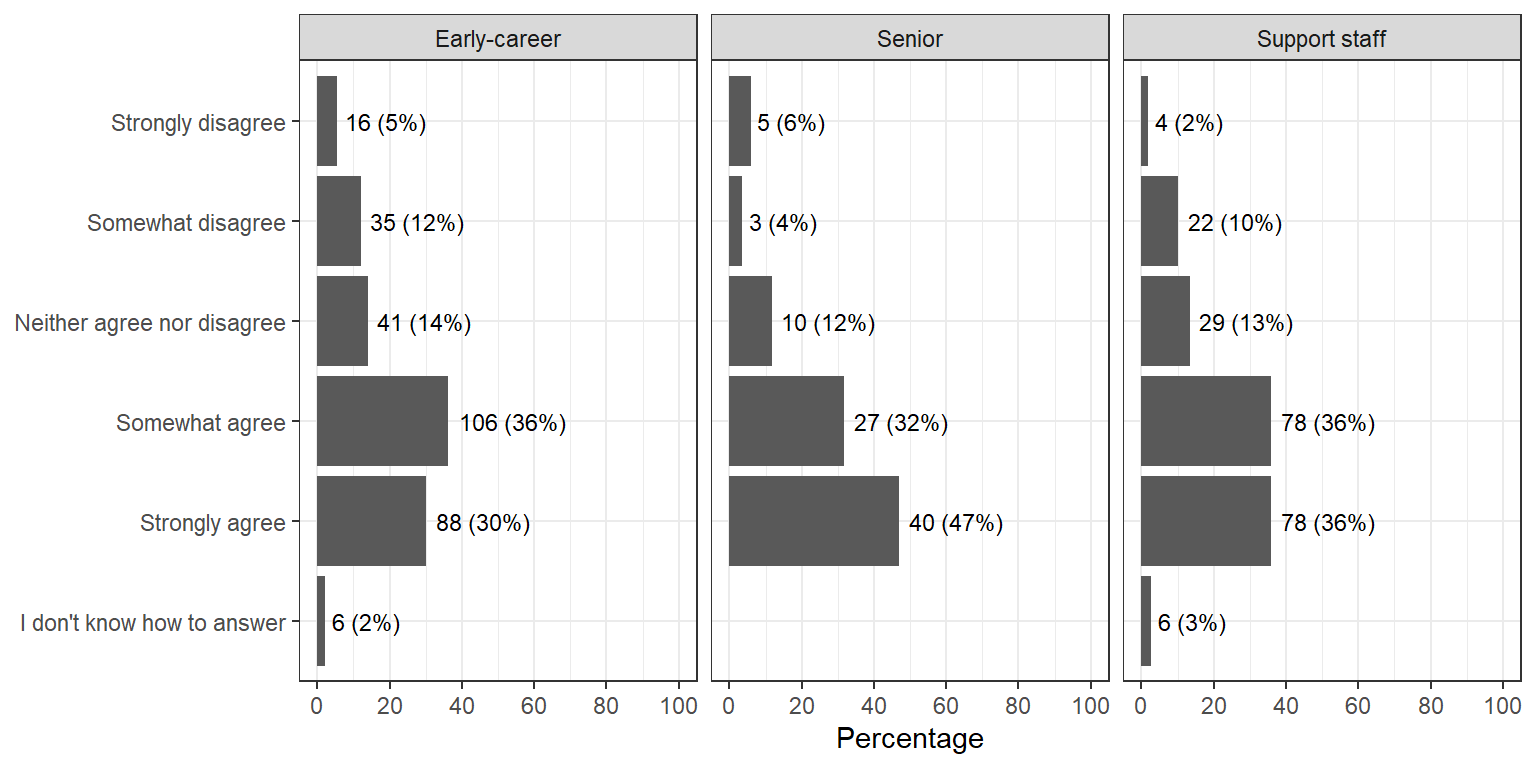 Early-career Senior Support staff
Strongly disagree 16 (5%) 5 (6%) 4 (2%)
Somewhat disagree 35 (12%) 3 (4%) 22 (10%)
Neither agree nor disagree 41 (14%) 10 (12%) 29 (13%)
Somewhat agree 106 (36%) 27 (32%) 78 (36%)
Strongly agree 88 (30%) 40 (47%) 78 (36%)
I don't know how to answer 6 (2%) 6 (3%)
0 20 40 60 80 100 0 20 40 60 80 100 0 20 40 60 80 100
Percentage